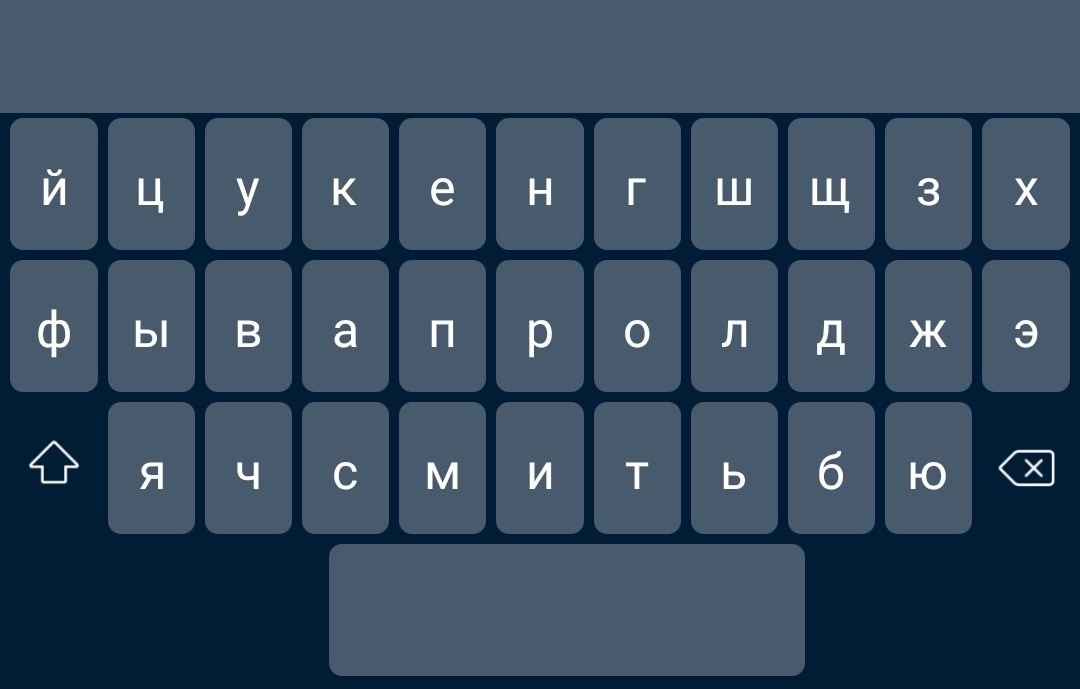 й ц у к е н г ш щ з х
ф ы в а п р о л д ж э
я ч с м и т ь б ю